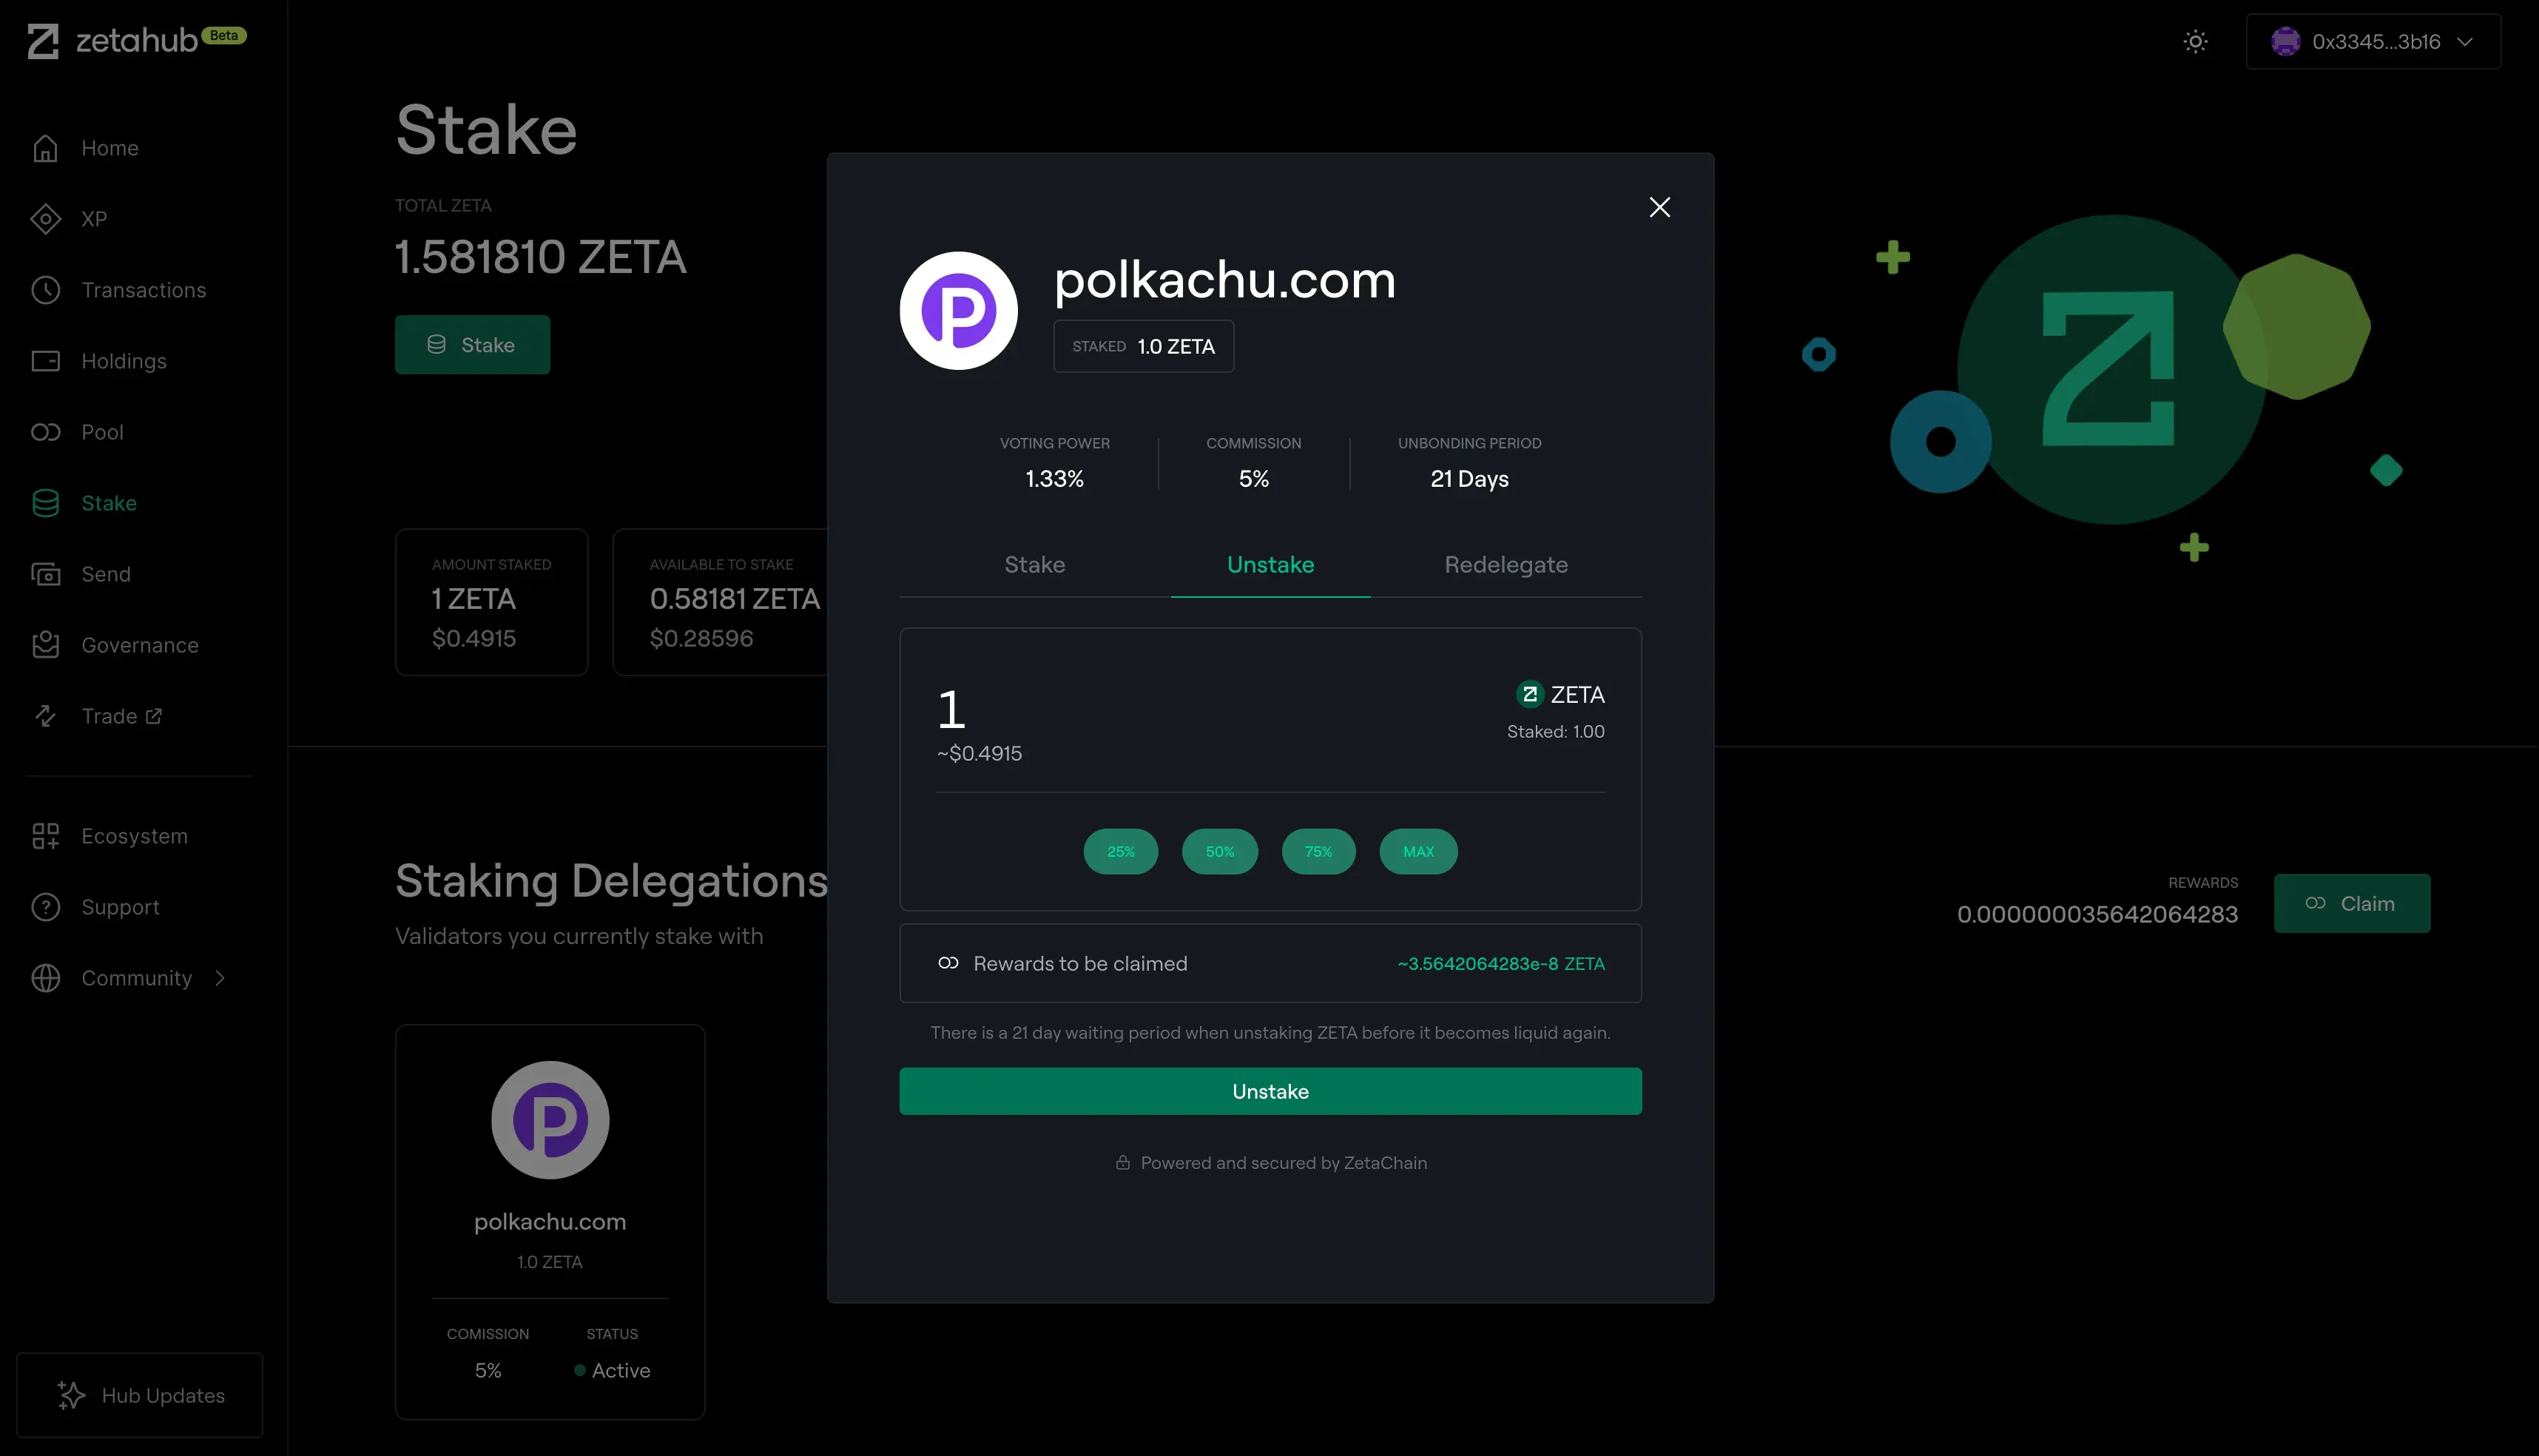 zetahub Beta
0x3345...3b16
Home
XP
Transactions
Holdings
Pool
Stake
Send
Governance
Trade
Ecosystem
Support
Community
Hub Updates
Stake
TOTAL ZETA
1.581810 ZETA
Stake
AMOUNT STAKED
1 ZETA
$0.4915
AVAILABLE TO STAKE
0.58181 ZETA
$0.28596
Staking Delegations
Validators you currently stake with
REWARDS
0.000000035642064283
Claim
P
polkachu.com
1.0 ZETA
COMISSION
5%
STATUS
Active
P
polkachu.com
STAKED 1.0 ZETA
VOTING POWER
1.33%
COMMISSION
5%
UNBONDING PERIOD
21 Days
Stake
Unstake
Redelegate
1
~$0.4915
ZETA
Staked: 1.00
25%
50%
75%
MAX
Rewards to be claimed
~3.5642064283e-8 ZETA
There is a 21 day waiting period when unstaking ZETA before it becomes liquid again.
Unstake
Powered and secured by ZetaChain